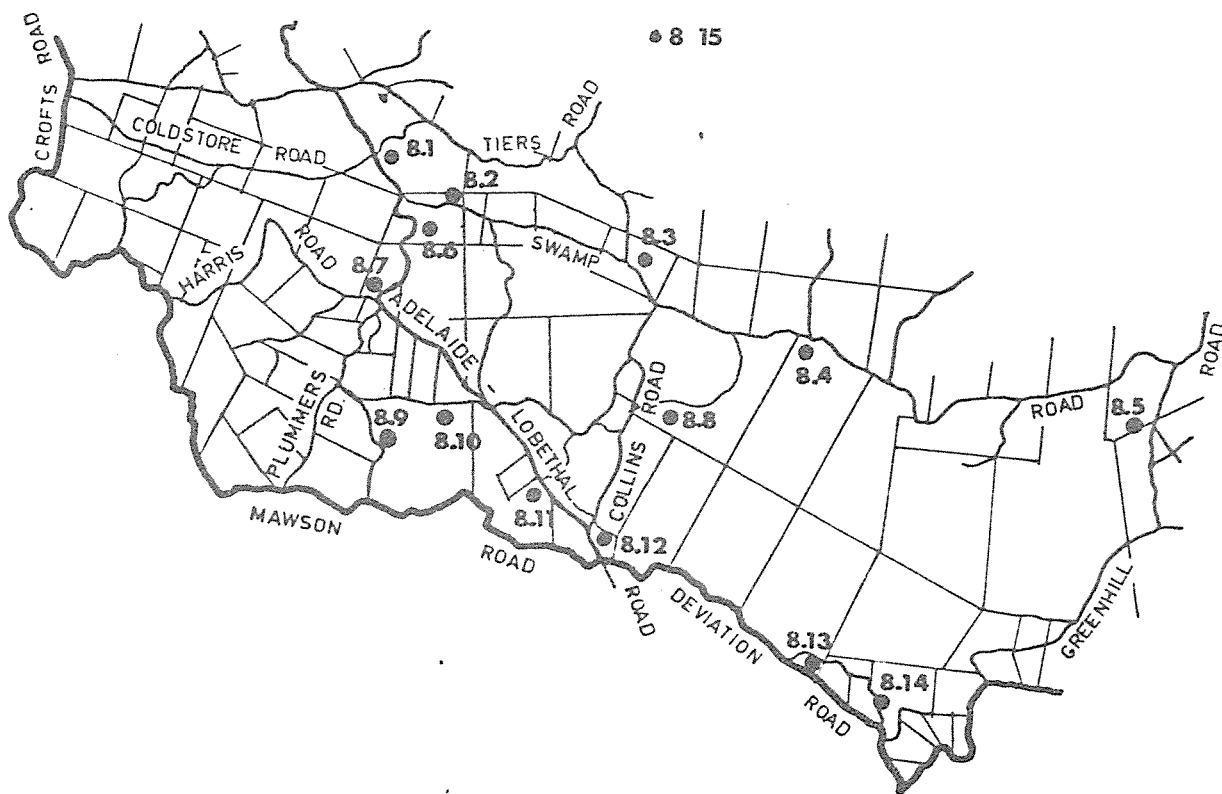 8 15
CROFTS ROAD
COLDSTORE ROAD
TIERS ROAD
8.1
8.2
8.3
8.6
SWAMP
HARRIS ROAD
8.7
ADELAIDE - LOBETHAL ROAD
8.4
ROAD
8.5
PLUMMERS RD.
8.9
8.10
8.8
COLLINS ROAD
8.11
8.12
MAWSON ROAD
DEVIATION ROAD
8.13
8.14
GREENHILL ROAD